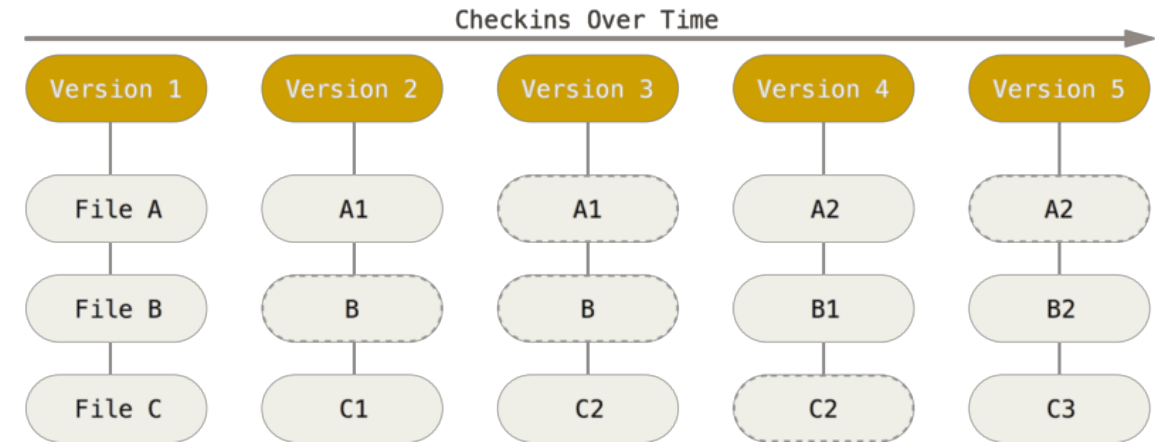 Checkins Over Time
Version 1 Version 2 Version 3 Version 4 Version 5
File A A1 A1 A2 A2
File B B B B1 B2
File C C1 C2 C2 C3